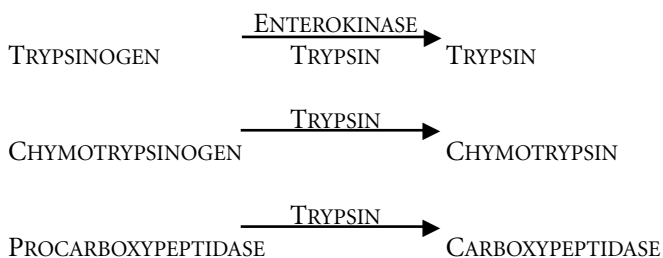 ENTEROKINASE
TRYPSINOGEN TRYPSIN TRYPSIN
TRYPSIN
CHYMOTRYPSINOGEN CHYMOTRYPSIN
TRYPSIN
PROCARBOXYPEPTIDASE CARBOXYPEPTIDASE